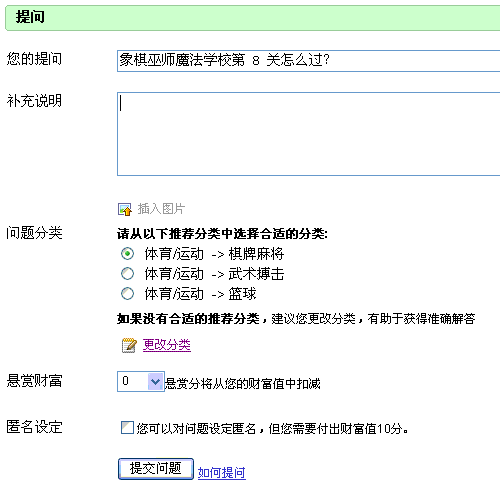 提问
您的提问 象棋巫师魔法学校第 8 关怎么过?
补充说明
插入图片
问题分类 请从以下推荐分类中选择合适的分类:
体育/运动 -> 棋牌麻将
体育/运动 -> 武术搏击
体育/运动 -> 篮球
如果没有合适的推荐分类，建议您更改分类，有助于获得准确解答
更改分类
悬赏财富 0 悬赏分将从您的财富值中扣减
匿名设定 您可以对问题设定匿名，但您需要付出财富值10分。
提交问题 如何提问